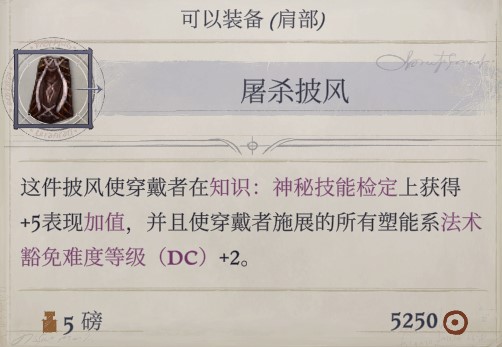 可以装备 (肩部)
屠杀披风
这件披风使穿戴者在知识：神秘技能检定上获得
+5表现加值，并且使穿戴者施展的所有塑能系法术
豁免难度等级（DC）+2。
5 磅
5250